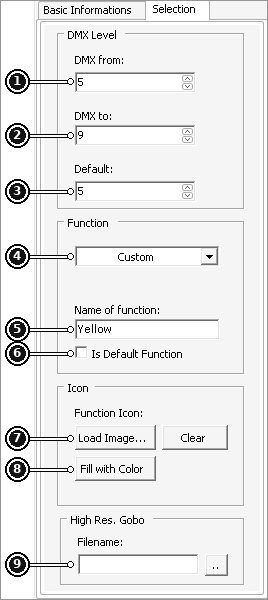 Basic Informations Selection
DMX Level
DMX from:
1 5
DMX to:
2 9
Default:
3 5
Function
4 Custom
Name of function:
5 Yellow
6 Is Default Function
Icon
Function Icon:
7 Load Image... Clear
8 Fill with Color
High Res. Gobo
Filename:
9 ..